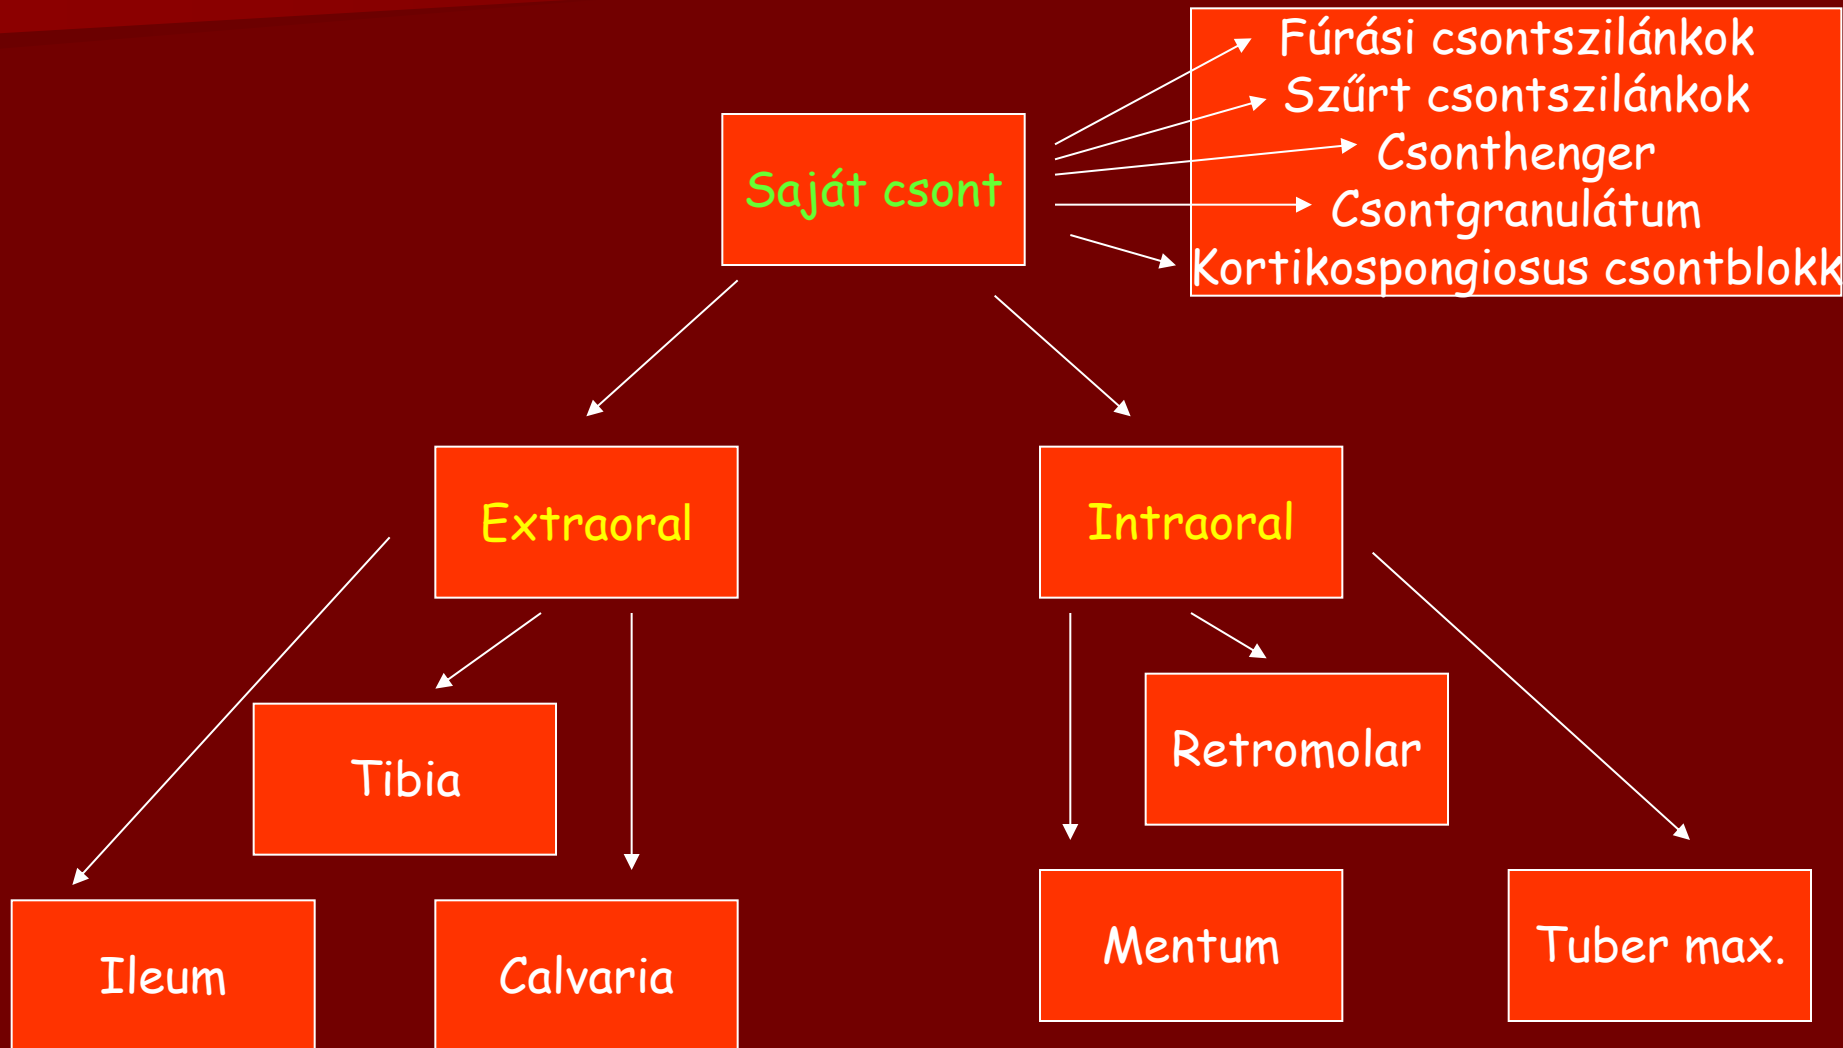 Fúrási csontszilánkok
Szűrt csontszilánkok
Csonthenger
Csontgranulátum
Kortikospongiosus csontblokk
Saját csont
Extraoral
Intraoral
Retromolar
Tibia
Mentum
Tuber max.
Ileum
Calvaria